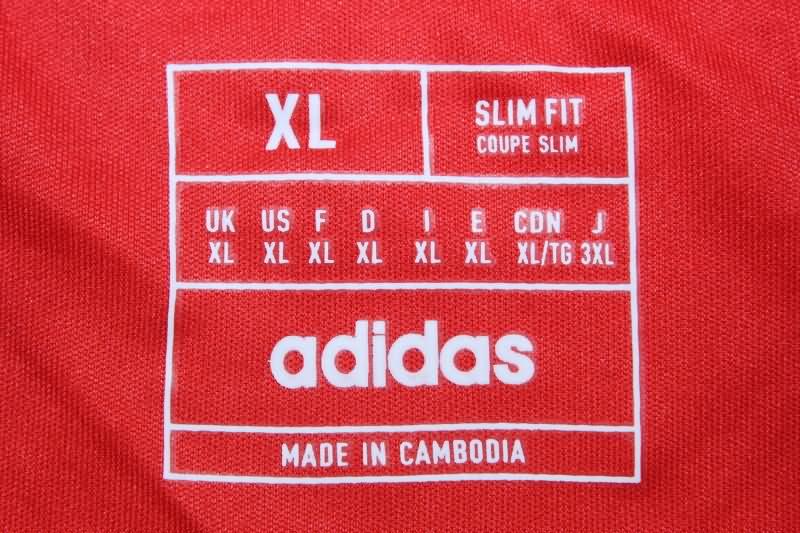 XL
SLIM FIT
COUPE SLIM
UK US F D I E CDN J
XL XL XL XL XL XL XL/TG 3XL
adidas
MADE IN CAMBODIA